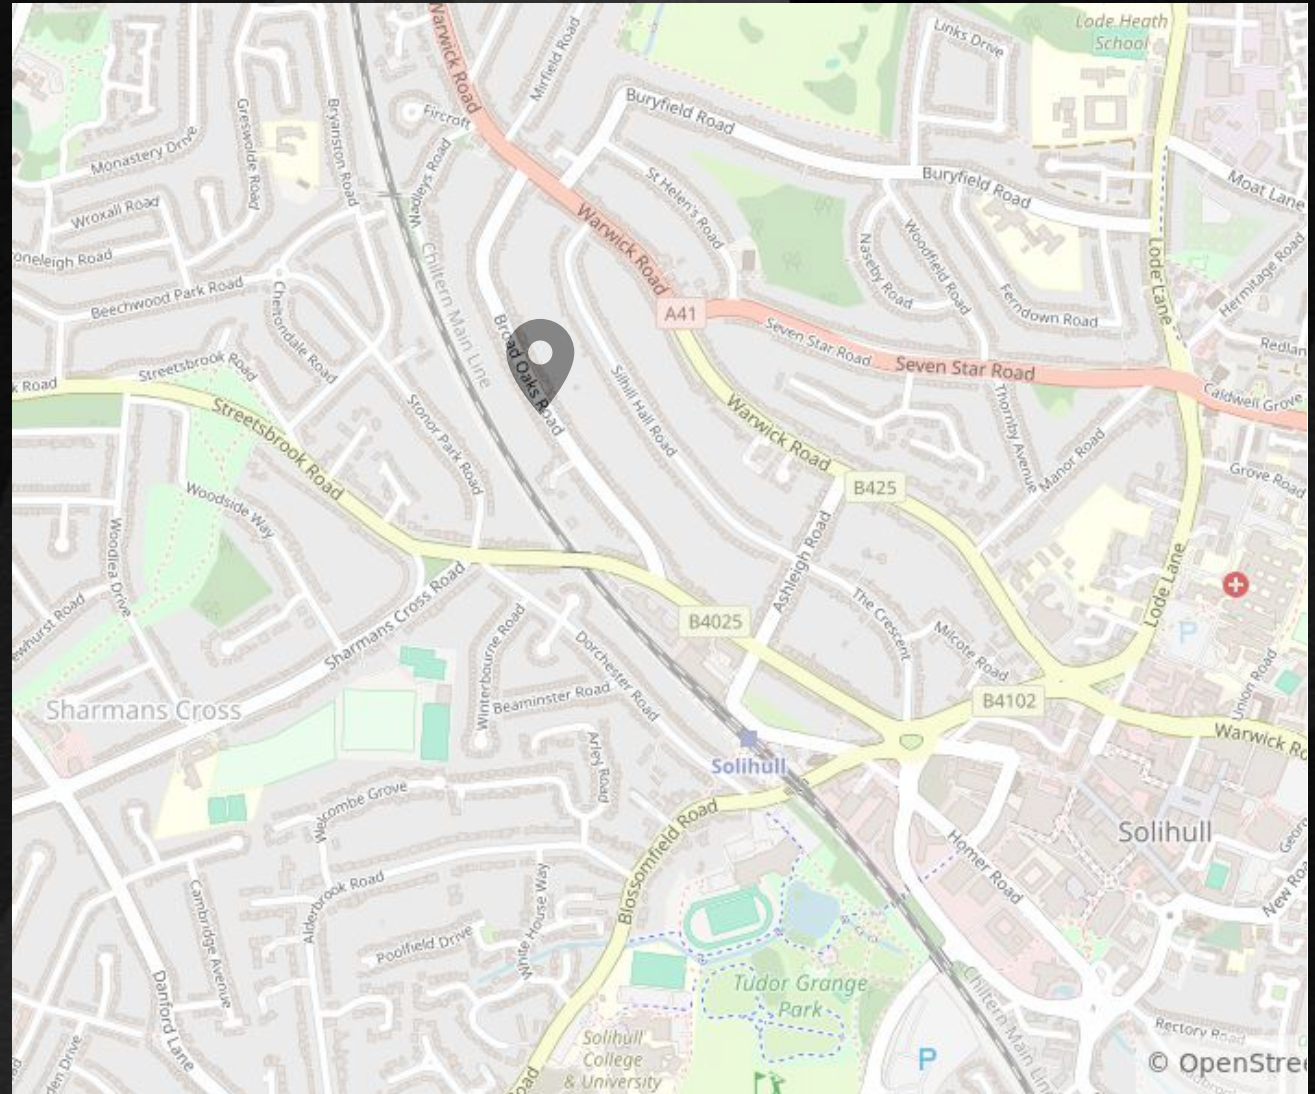 Lode Heath
School
Links Drive
Warwick Road
Mirfield Road
Fircroft
Buryfield Road
Greswolde Road
Bryanston Road
Monastery Drive
Wadleys Road
St Helen's Road
Buryfield Road
Moat Lane
Wroxall Road
Warwick Road
Naseby Road
Woodfield Road
Lode Lane
Hermitage Road
oneleigh Road
Chiltern Main Line
Beechwood Park Road
Cheltondale Road
Ferndown Road
A41
Seven Star Road
Seven Star Road
Redlan
Broad Oaks Road
Streetsbrook Road
k Road
Silhill Hall Road
Caldwell Grove
Stonor Park Road
Streetsbrook Road
Warwick Road
Thornby Avenue
Manor Road
Grove Road
B425
Woodside Way
Woodlea Drive
Ashleigh Road
Lode Lane
ewhurst Road
Sharmans Cross Road
B4025
The Crescent
Milcote Road
P
Winterbourne Road
Dorchester Road
Beaminster Road
B4102
Union Road
Sharmans Cross
Warwick Ro
Arley Road
Solihull
Welcombe Grove
Blossomfield Road
Solihull
Homer Road
Georg
New Roa
Alderbrook Road
Cambridge Avenue
White House Way
Poolfield Drive
Danford Lane
Tudor Grange
Park
Chiltern Main Line
Rectory Road
Solihull
College
& University
P
den Drive
oad
© OpenStree